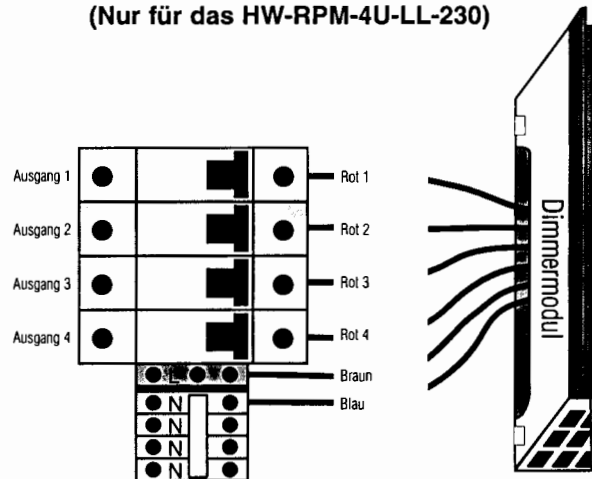 (Nur für das HW-RPM-4U-LL-230)
Ausgang 1
Rot 1
Ausgang 2
Rot 2
Ausgang 3
Rot 3
Ausgang 4
Rot 4
L
Braun
N
Blau
N
N
N
Dimmermodul